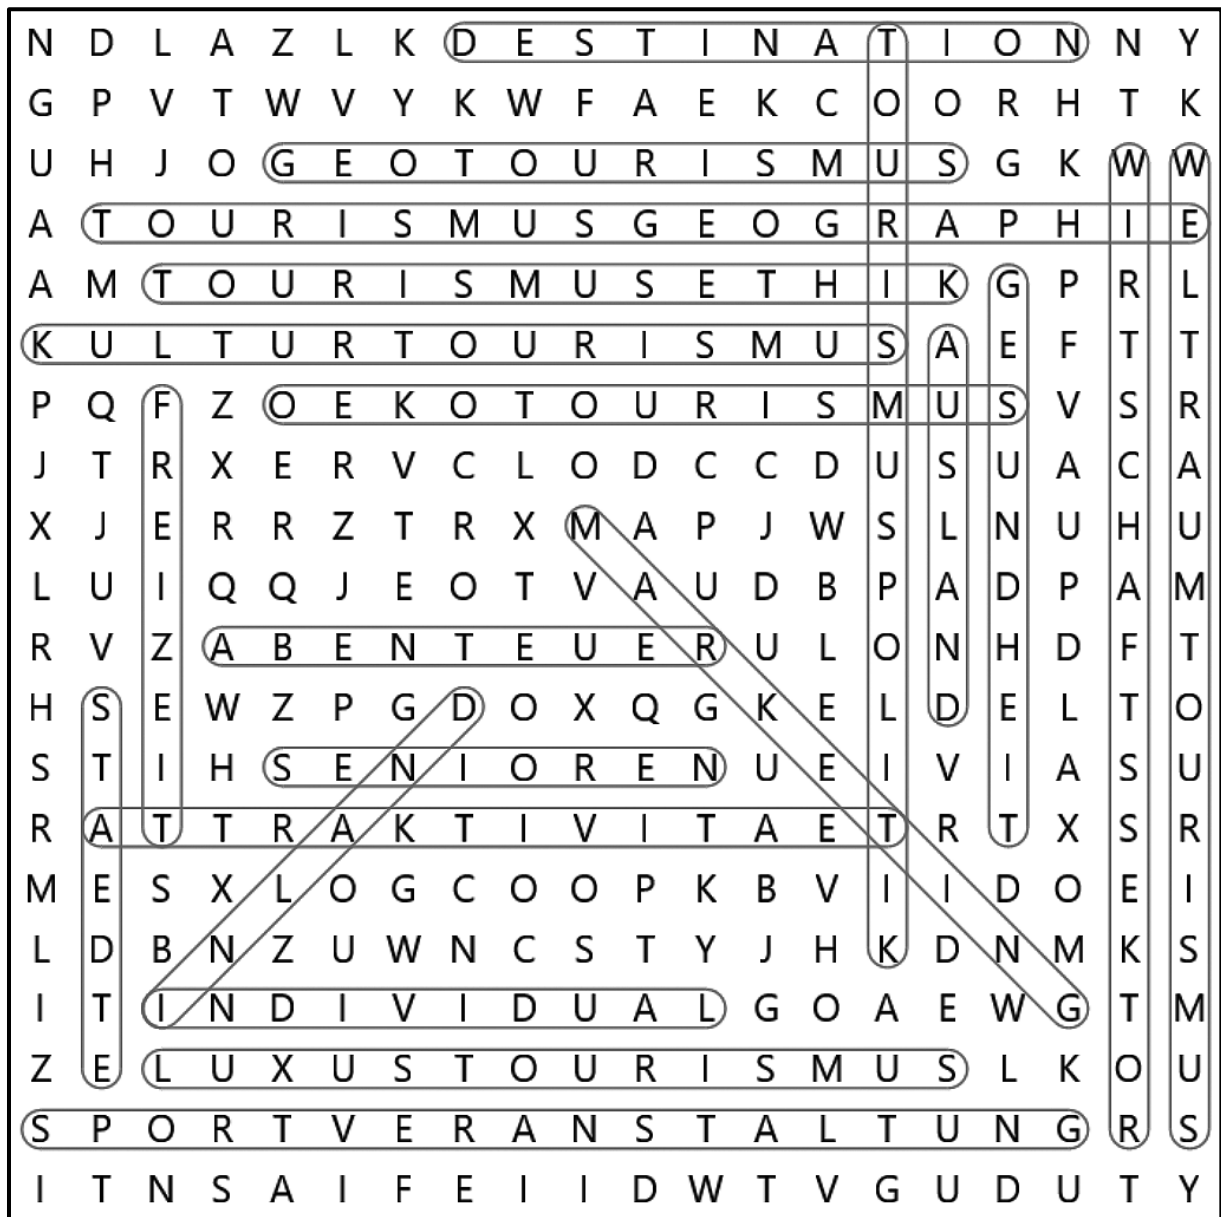 N D L A Z L K D E S T I N A T I O N N Y
G P V T W V Y K W F A E K C O O R H T K
U H J O G E O T O U R I S M U S G K W W
A T O U R I S M U S G E O G R A P H I E
A M T O U R I S M U S E T H I K G P R L
K U L T U R T O U R I S M U S A E F T T
P Q F Z O E K O T O U R I S M U S V S R
J T R X E R V C L O D C C D U S U A C A
X J E R R Z T R X M A P J W S L N U H U
L U I Q Q J E O T V A U D B P A D P A M
R V Z A B E N T E U E R U L O N H D F T
H S E W Z P G D O X Q G K E L D E L T O
S T I H S E N I O R E N U E I V I A S U
R A T T R A K T I V I T A E T R T X S R
M E S X L O G C O O P K B V I I D O E I
L D B N Z U W N C S T Y J H K D N M K S
I T I N D I V I D U A L G O A E W G T M
Z E L U X U S T O U R I S M U S L K O U
S P O R T V E R A N S T A L T U N G R S
I T N S A I F E I I D W T V G U D U T Y